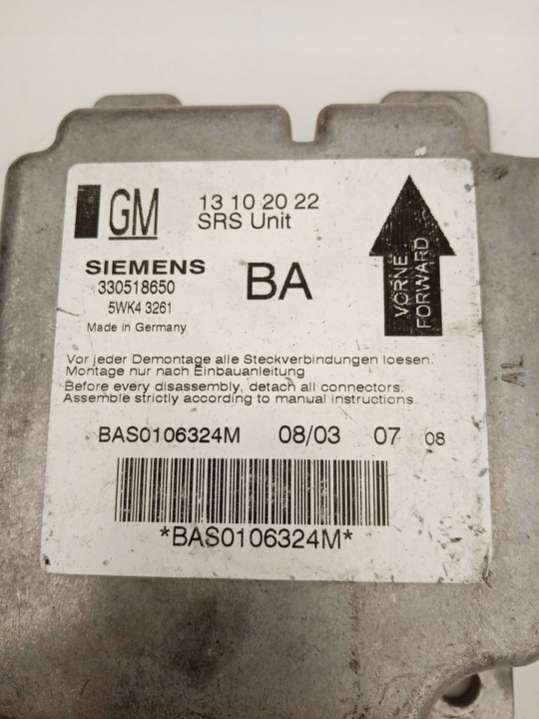 GM
13 10 20 22
SRS Unit
SIEMENS
330518650
5WK4 3261
Made in Germany
BA
VORNE
FORWARD
Vor jeder Demontage alle Steckverbindungen loesen.
Montage nur nach Einbauanleitung
Before every disassembly, detach all connectors.
Assemble strictly according to manual instructions.
BAS0106324M 08/03 07 08
*BAS0106324M*
AL